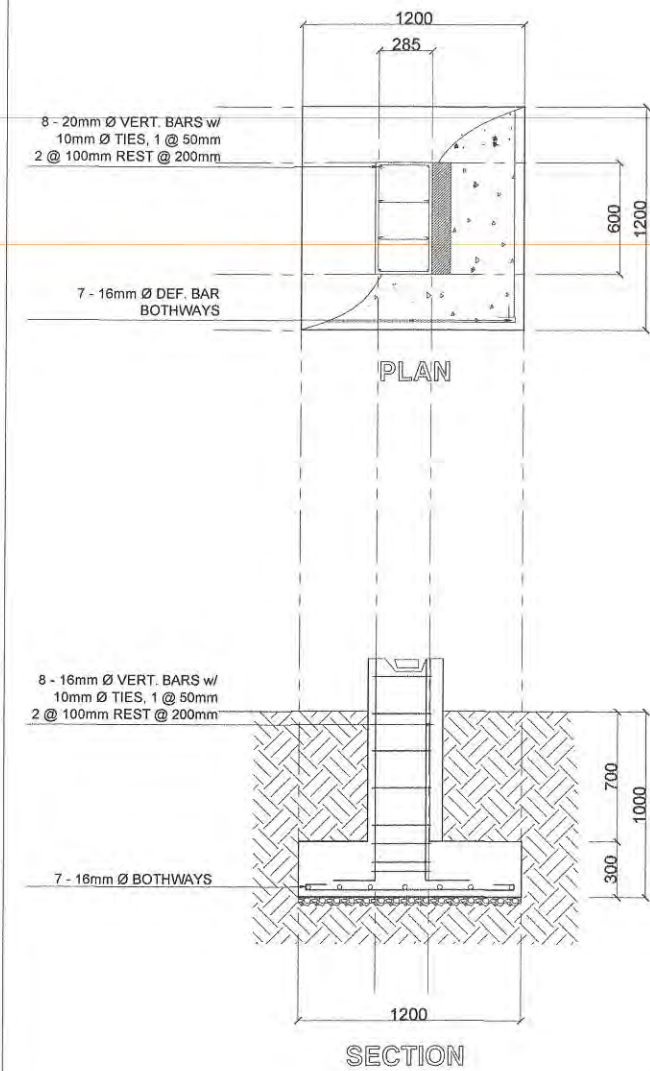 1200
285
8 - 20mm Ø VERT. BARS w/
10mm Ø TIES, 1 @ 50mm
2 @ 100mm REST @ 200mm
600
1200
7 - 16mm Ø DEF. BAR
BOTHWAYS
PLAN
8 - 16mm Ø VERT. BARS w/
10mm Ø TIES, 1 @ 50mm
2 @ 100mm REST @ 200mm
700
1000
300
7 - 16mm Ø BOTHWAYS
1200
SECTION